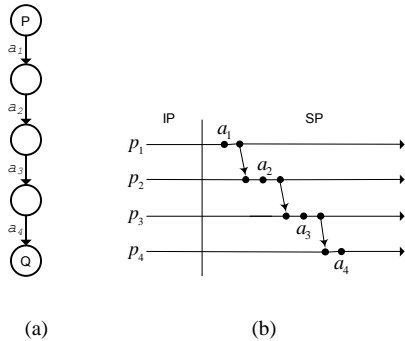 P
a₁
a₂
a₃
a₄
Q
(a)
IP SP
p₁ a₁
p₂ a₂
p₃ a₃
p₄ a₄
(b)